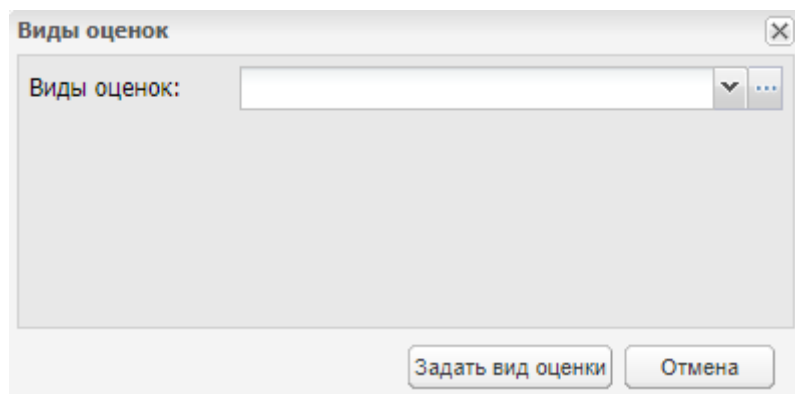 Виды оценок
Виды оценок:
Задать вид оценки Отмена